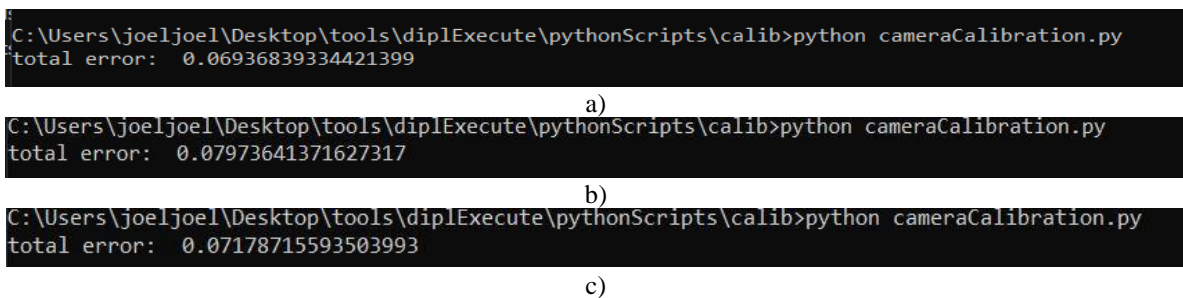 C:\Users\joeljoel\Desktop\tools\diplExecute\pythonScripts\calib>python cameraCalibration.py
total error:  0.06936839334421399
a)
C:\Users\joeljoel\Desktop\tools\diplExecute\pythonScripts\calib>python cameraCalibration.py
total error:  0.07973641371627317
b)
C:\Users\joeljoel\Desktop\tools\diplExecute\pythonScripts\calib>python cameraCalibration.py
total error:  0.07178715593503993
c)